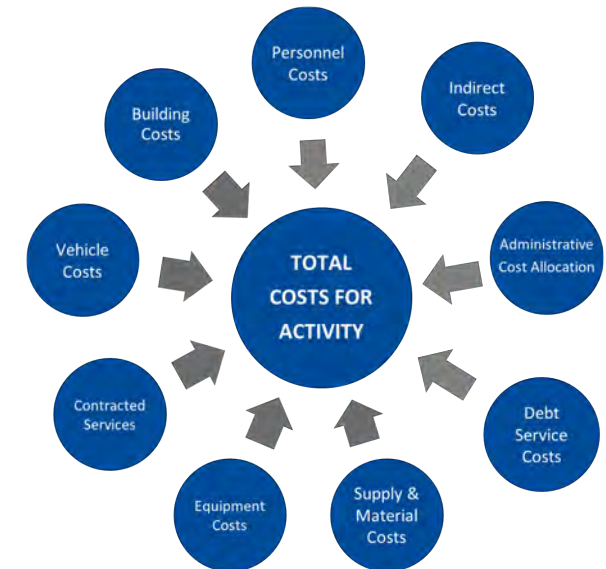 Personnel
Costs
Indirect
Costs
Building
Costs
Vehicle
Costs
TOTAL
COSTS FOR
ACTIVITY
Administrative
Cost Allocation
Contracted
Services
Debt
Service
Costs
Equipment
Costs
Supply &
Material
Costs